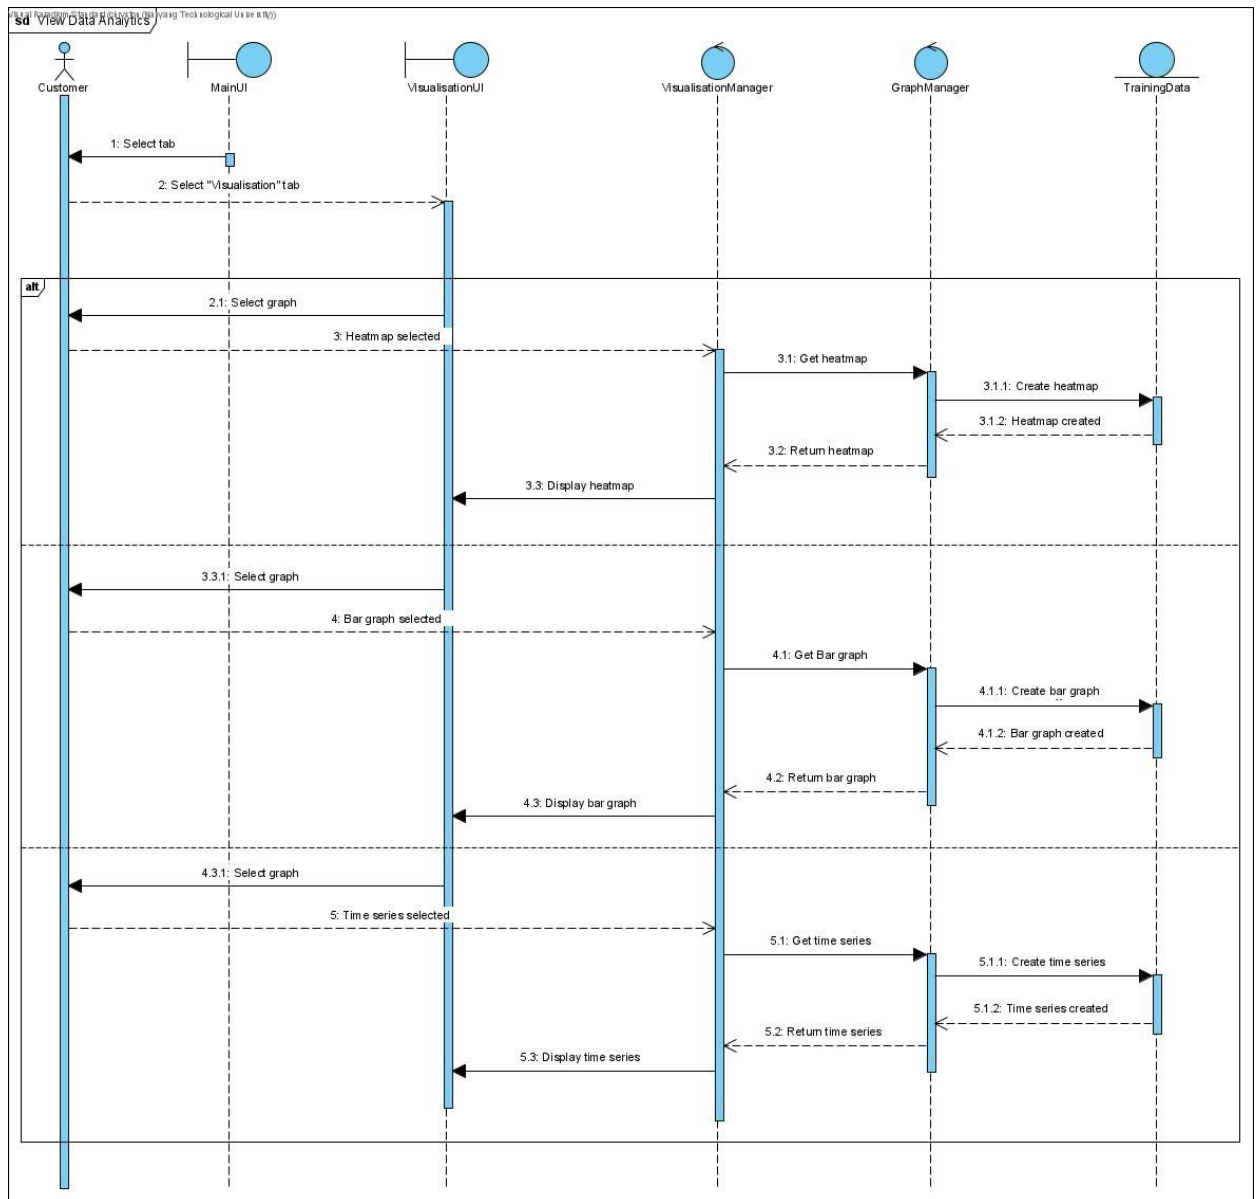 sd View Data Analytics
Customer
MainUI
VisualisationUI
VisualisationManager
GraphManager
TrainingData
1: Select tab
2: Select "Visualisation" tab
alt
2.1: Select graph
3: Heatmap selected
3.1: Get heatmap
3.1.1: Create heatmap
3.1.2: Heatmap created
3.2: Return heatmap
3.3: Display heatmap
3.3.1: Select graph
4: Bar graph selected
4.1: Get Bar graph
4.1.1: Create bar graph
4.1.2: Bar graph created
4.2: Return bar graph
4.3: Display bar graph
4.3.1: Select graph
5: Time series selected
5.1: Get time series
5.1.1: Create time series
5.1.2: Time series created
5.2: Return time series
5.3: Display time series